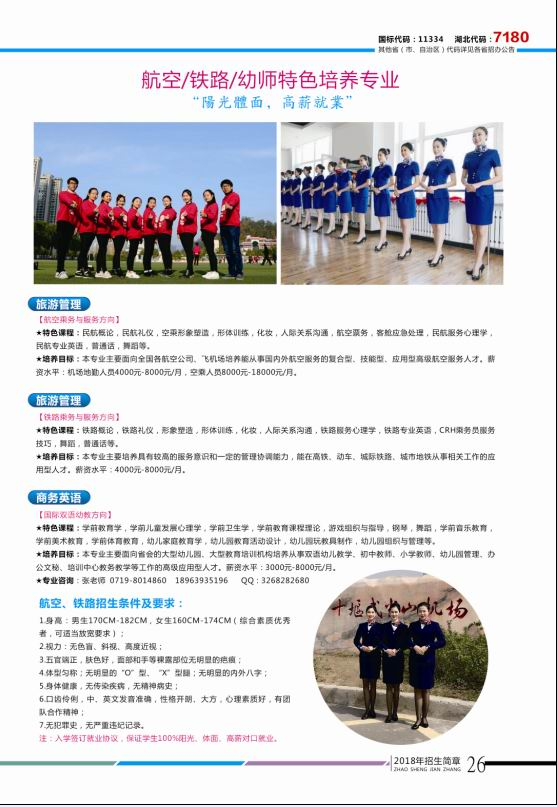 国标代码：11334 湖北代码：7180
其他省（市、自治区）代码详见各省招办公告
航空/铁路/幼师特色培养专业
“陽光體面，高薪就業”
旅游管理
【航空乘务与服务方向】
★特色课程：民航概论，民航礼仪，空乘形象塑造，形体训练，化妆，人际关系沟通，航空票务，客舱应急处理，民航服务心理学，
民航专业英语，普通话，舞蹈等。
★培养目标：本专业主要面向全国各航空公司、飞机场培养能从事国内外航空服务的复合型、技能型、应用型高级航空服务人才。薪
资水平：机场地勤人员4000元-8000元/月，空乘人员8000元-18000元/月。
旅游管理
【铁路乘务与服务方向】
★特色课程：铁路概论，铁路礼仪，形象塑造，形体训练，化妆，人际关系沟通，铁路服务心理学，铁路专业英语，CRH乘务员服务
技巧，舞蹈，普通话等。
★培养目标：本专业主要培养具有较高的服务意识和一定的管理协调能力，能在高铁、动车、城际铁路、城市地铁从事相关工作的应
用型人才。薪资水平：4000元-8000元/月。
商务英语
【国际双语幼教方向】
★特色课程：学前教育学，学前儿童发展心理学，学前卫生学，学前教育课程理论，游戏组织与指导，钢琴，舞蹈，学前音乐教育，
学前美术教育，学前体育教育，幼儿家庭教育学，幼儿园教育活动设计，幼儿园玩教具制作，幼儿园组织与管理等。
★培养目标：本专业主要面向省会的大型幼儿园、大型教育培训机构培养从事双语幼儿教学、初中教师、小学教师、幼儿园管理、办
公文秘、培训中心教务教学等工作的高级应用型人才。薪资水平：3000元-8000元/月。
★专业咨询：张老师 0719-8014860 18963935196 QQ：3268282680
航空、铁路招生条件及要求：
1.身高：男生170CM-182CM，女生160CM-174CM（综合素质优秀
者，可适当放宽要求）；
2.视力：无色盲、斜视、高度近视；
3.五官端正，肤色好，面部和手等裸露部位无明显的疤痕；
4.体型匀称；无明显的“O”型、“X”型腿；无明显的内外八字；
5.身体健康，无传染疾病，无精神病史；
6.口齿伶俐，中、英文发音准确，性格开朗、大方，心理素质好，有团
队合作精神；
7.无犯罪史，无严重违纪记录。
注：入学签订就业协议，保证学生100%阳光、体面、高薪对口就业。
十堰武当山机场
2018年招生简章 26
ZHAO SHENG JIAN ZHANG